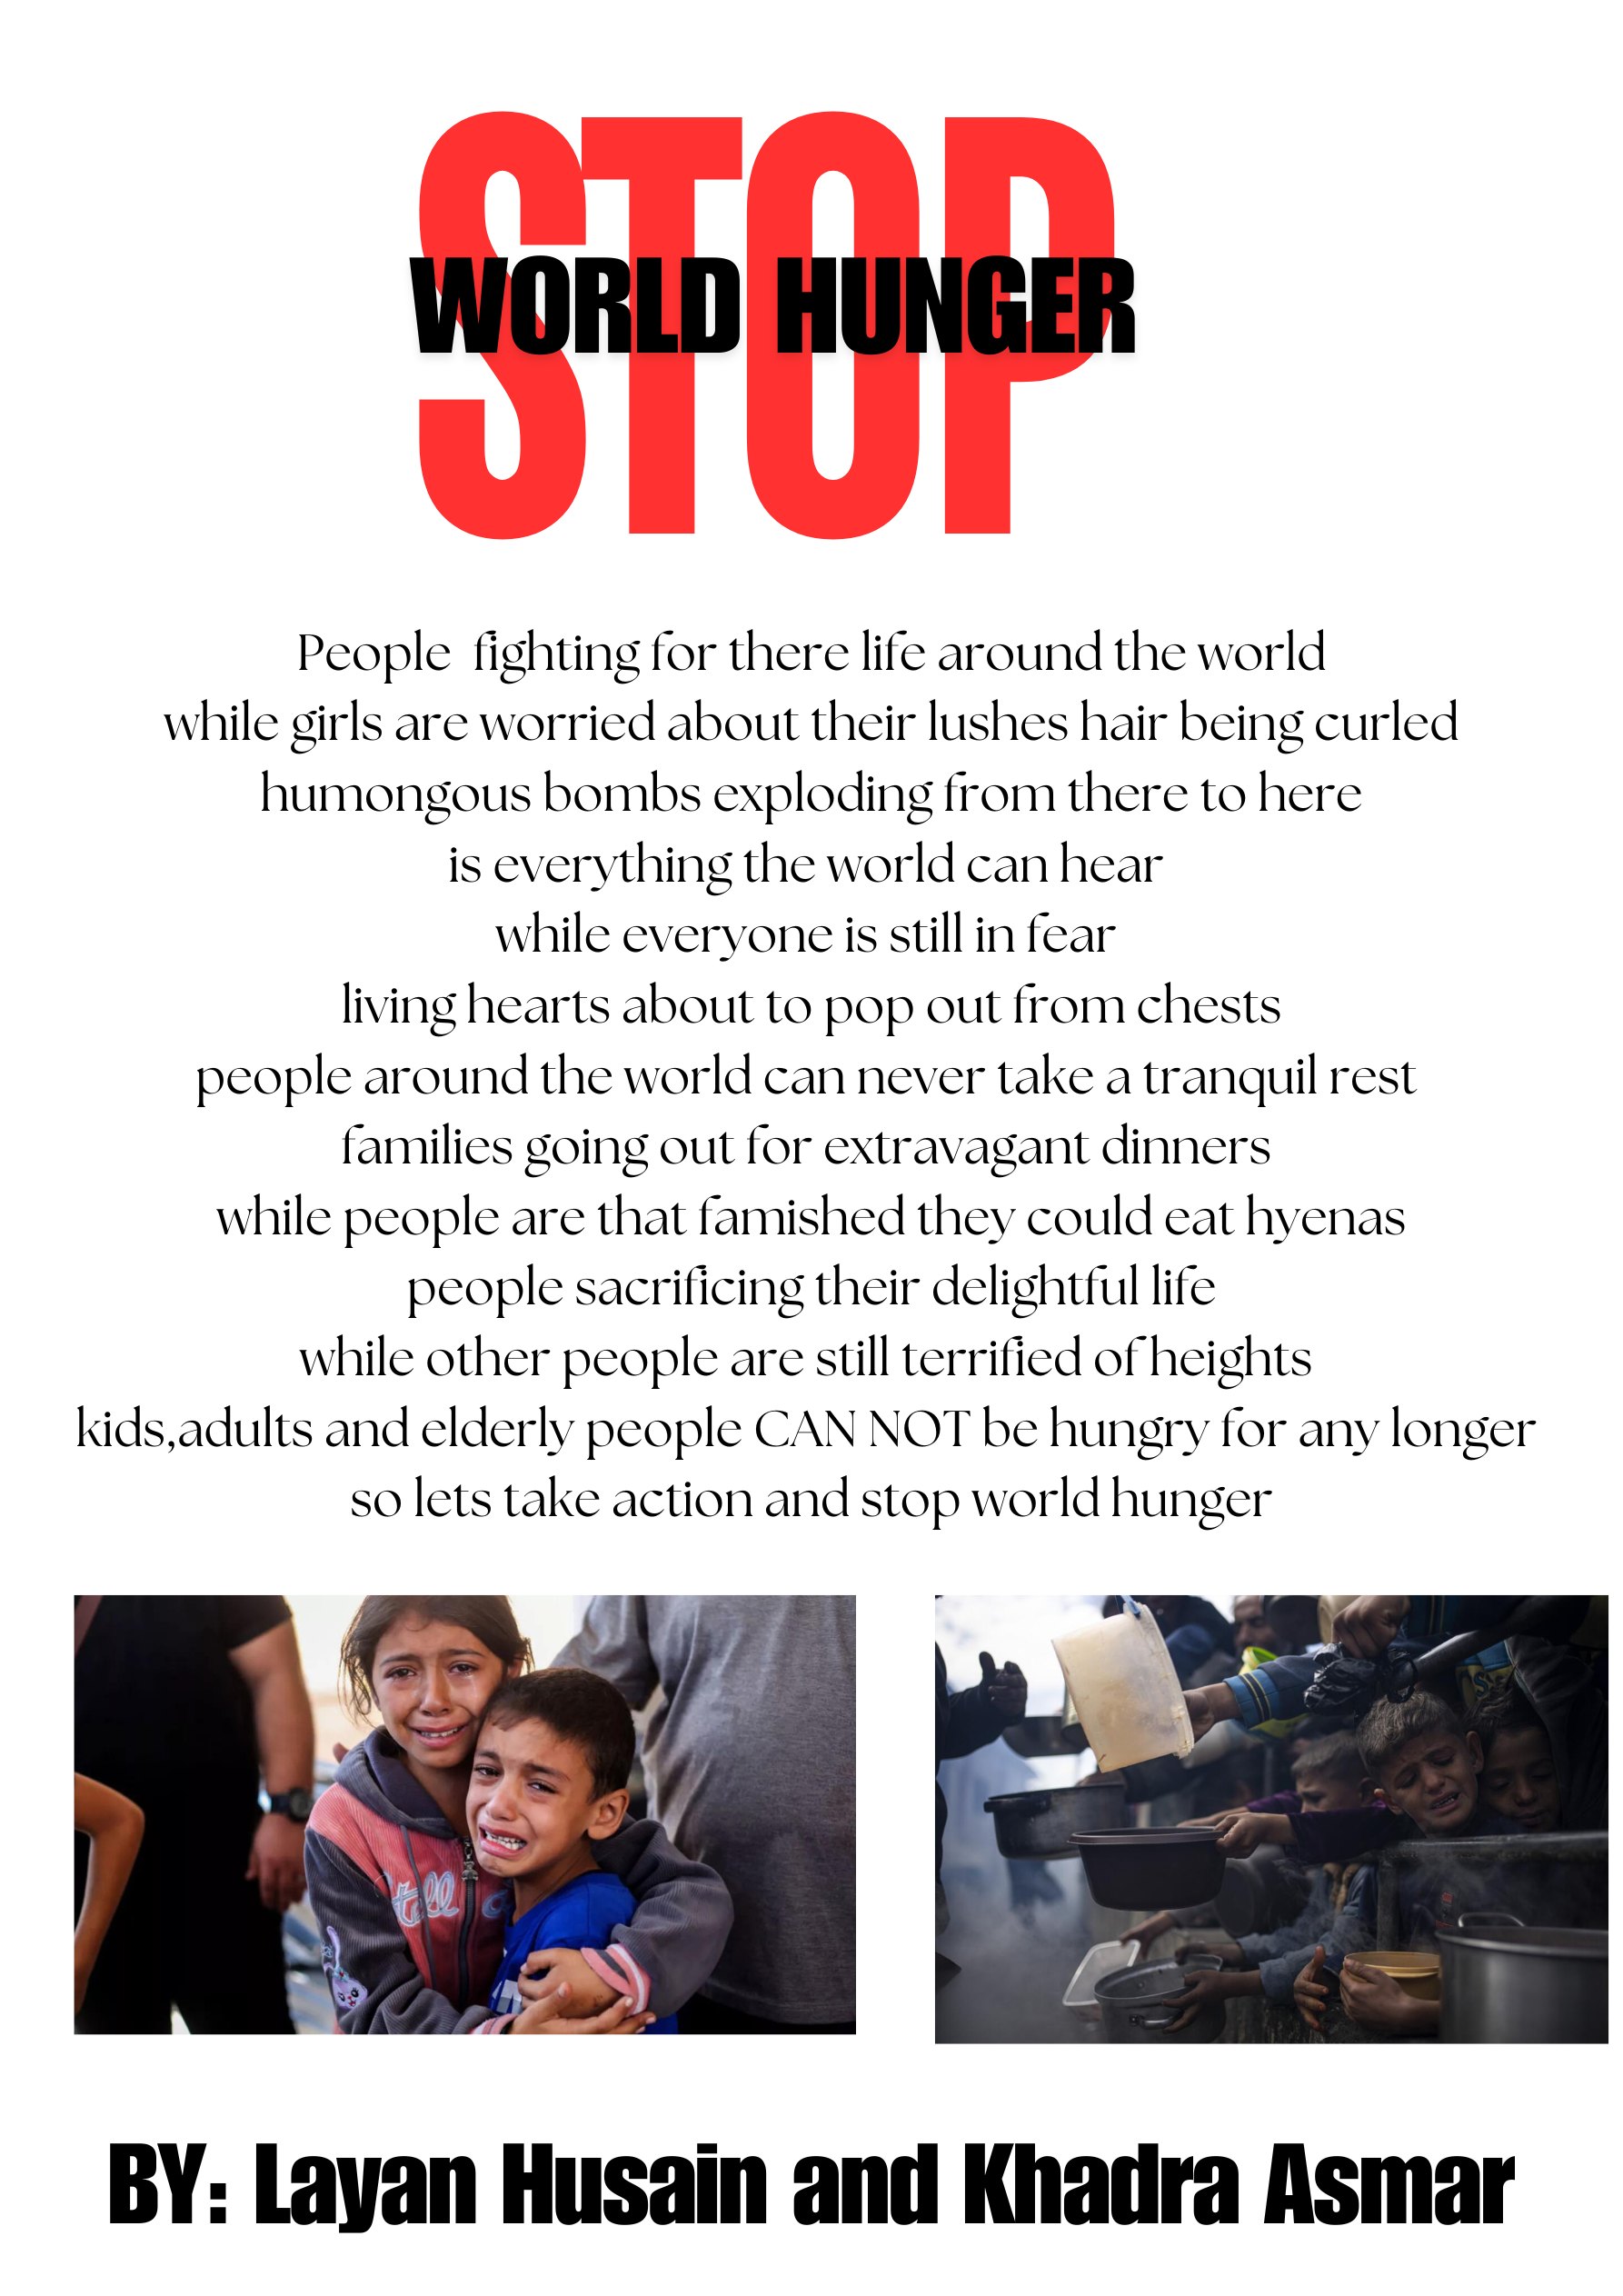 STOP
WORLD HUNGER
People fighting for there life around the world
while girls are worried about their lushes hair being curled
humongous bombs exploding from there to here
is everything the world can hear
while everyone is still in fear
living hearts about to pop out from chests
people around the world can never take a tranquil rest
families going out for extravagant dinners
while people are that famished they could eat hyenas
people sacrificing their delightful life
while other people are still terrified of heights
kids,adults and elderly people CAN NOT be hungry for any longer
so lets take action and stop world hunger
BY: Layan Husain and Khadra Asmar